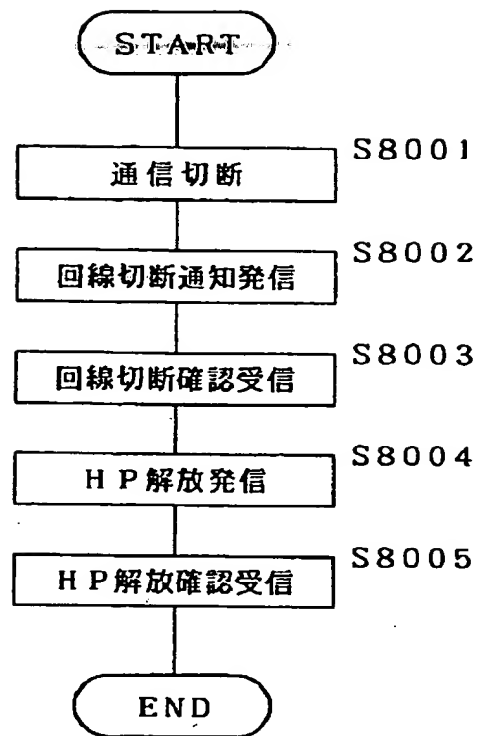 START
S8001
通信切断
S8002
回線切断通知発信
S8003
回線切断確認受信
S8004
HP解放発信
S8005
HP解放確認受信
END